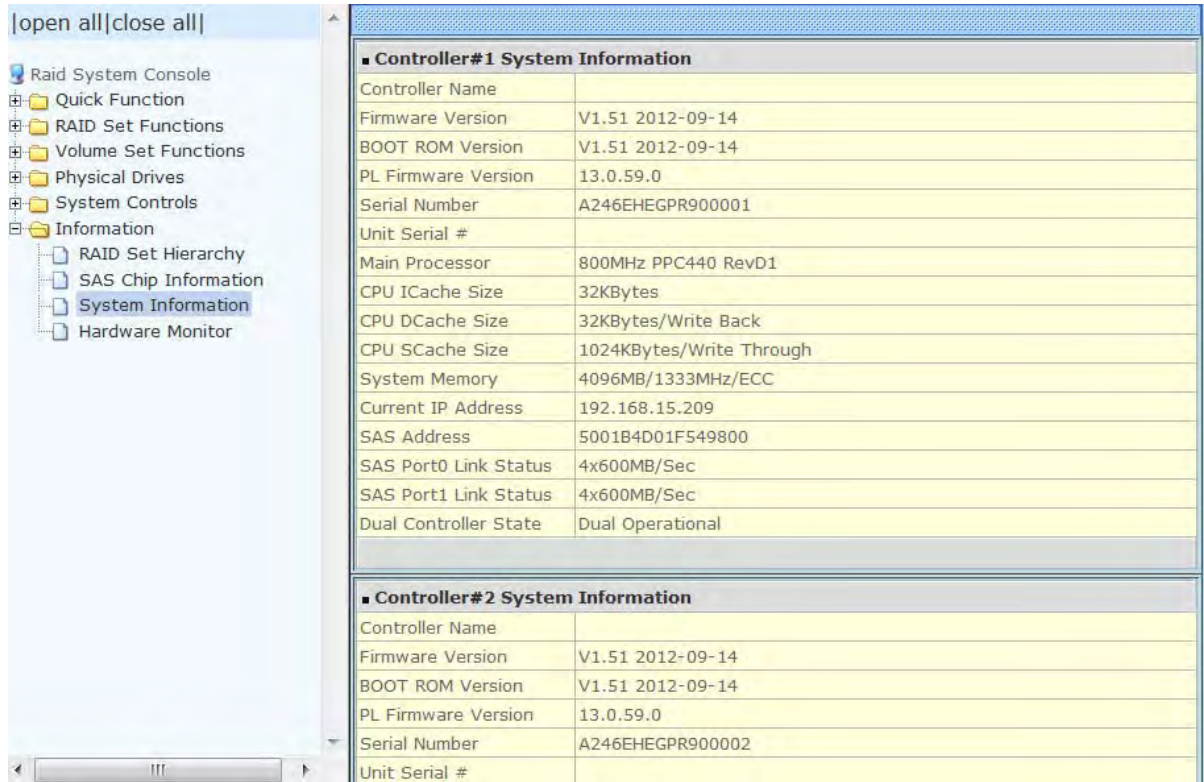 |open all|close all|
Raid System Console
Quick Function
RAID Set Functions
Volume Set Functions
Physical Drives
System Controls
Information
RAID Set Hierarchy
SAS Chip Information
System Information
Hardware Monitor
Controller#1 System Information
Controller Name
Firmware Version V1.51 2012-09-14
BOOT ROM Version V1.51 2012-09-14
PL Firmware Version 13.0.59.0
Serial Number A246EHEGPR900001
Unit Serial #
Main Processor 800MHz PPC440 RevD1
CPU ICache Size 32KBytes
CPU DCache Size 32KBytes/Write Back
CPU SCache Size 1024KBytes/Write Through
System Memory 4096MB/1333MHz/ECC
Current IP Address 192.168.15.209
SAS Address 5001B4D01F549800
SAS Port0 Link Status 4x600MB/Sec
SAS Port1 Link Status 4x600MB/Sec
Dual Controller State Dual Operational
Controller#2 System Information
Controller Name
Firmware Version V1.51 2012-09-14
BOOT ROM Version V1.51 2012-09-14
PL Firmware Version 13.0.59.0
Serial Number A246EHEGPR900002
Unit Serial #